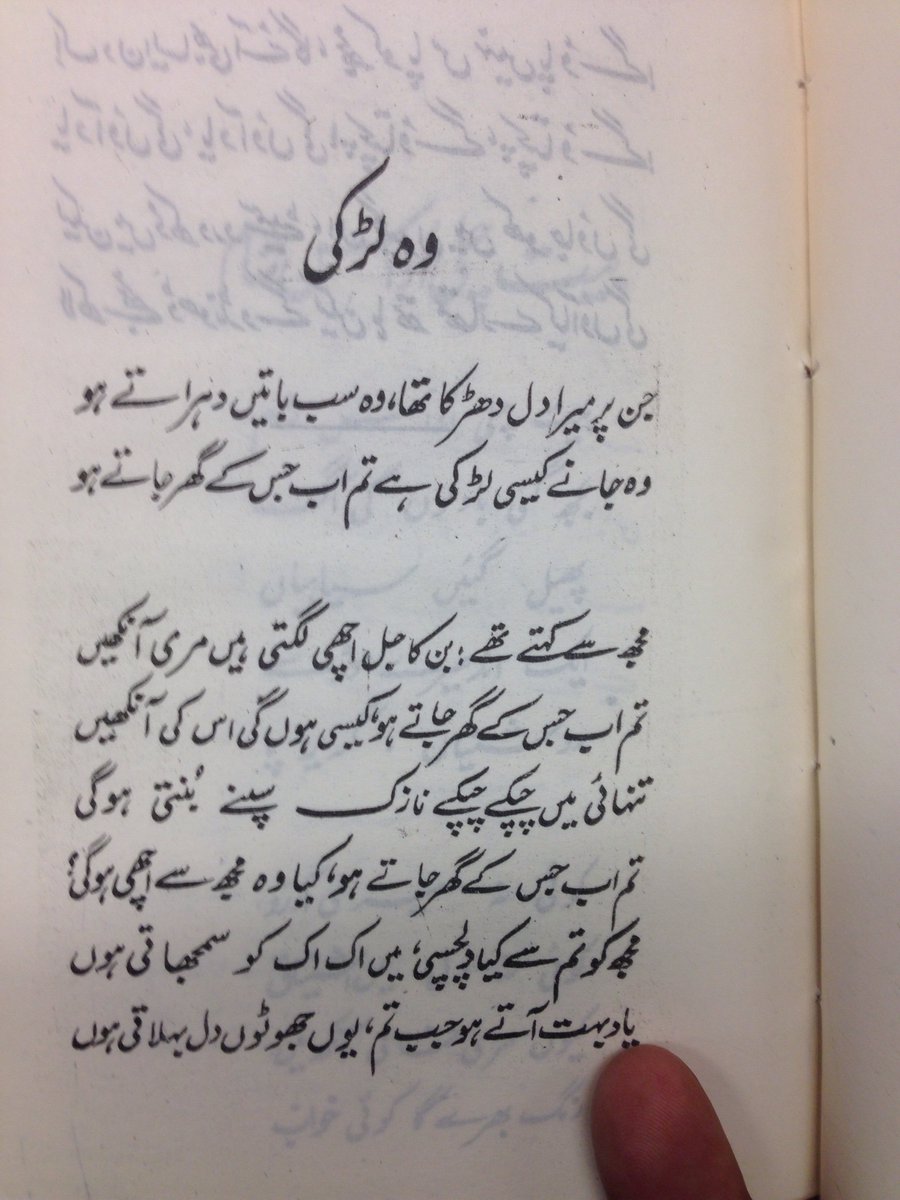 وہ لڑکی
جن پر میرا دل دھڑکا تھا، وہ سب باتیں دہراتے ہو
وہ جانے کیسی لڑکی ہے تم اب جس کے گھر جاتے ہو
مجھ سے کہتے تھے: بن کاجل اچھی لگتی ہیں مری آنکھیں
تم اب جس کے گھر جاتے ہو، کیسی ہوں گی اس کی آنکھیں
تنہائی میں چپکے چپکے نازک سپنے بُنتی ہوگی
تم اب جس کے گھر جاتے ہو، کیا وہ مجھ سے اچھی ہوگی؟
مجھ کو تم سے کیا دلچسپی، میں اک اک کو سمجھاتی ہوں
یاد بہت آتے ہو جب تم، یوں جھوٹوں دل بہلاتی ہوں